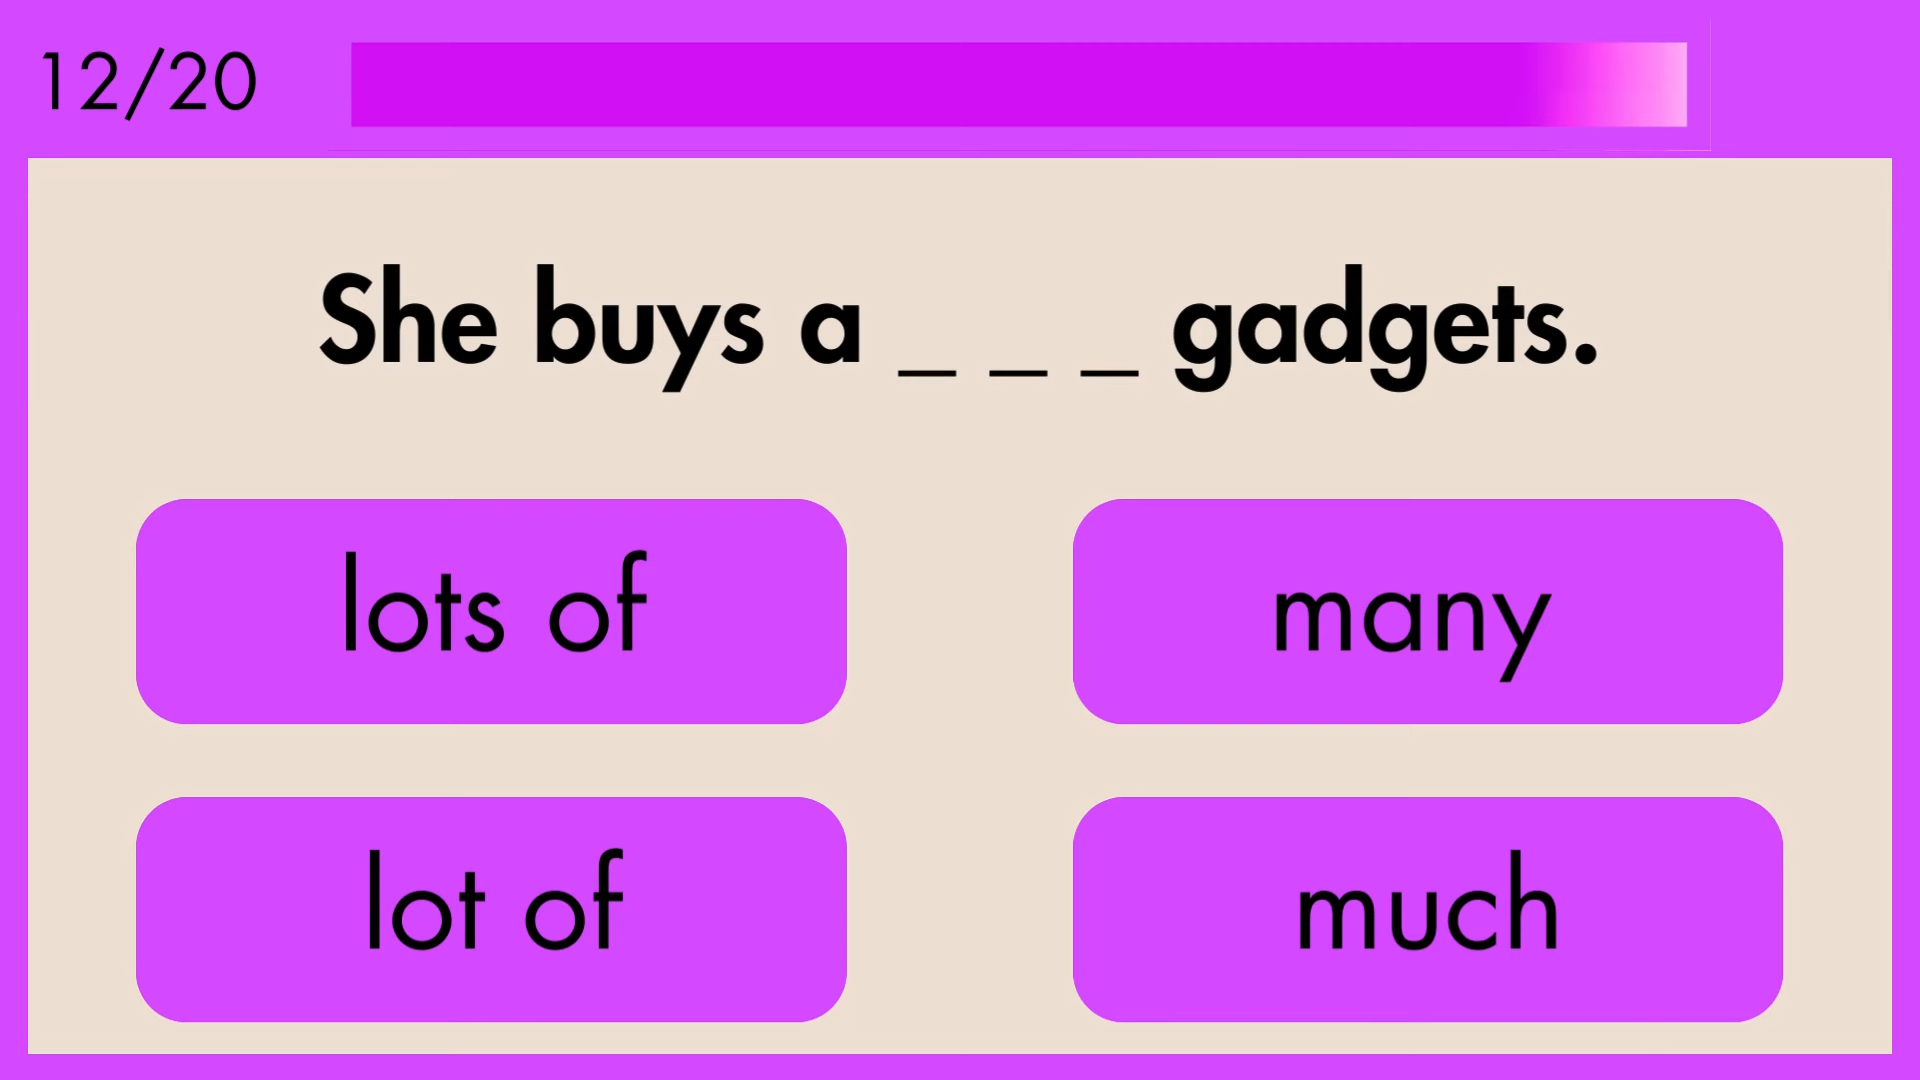 12/20
She buys a _ _ _ gadgets.
lots of
many
lot of
much